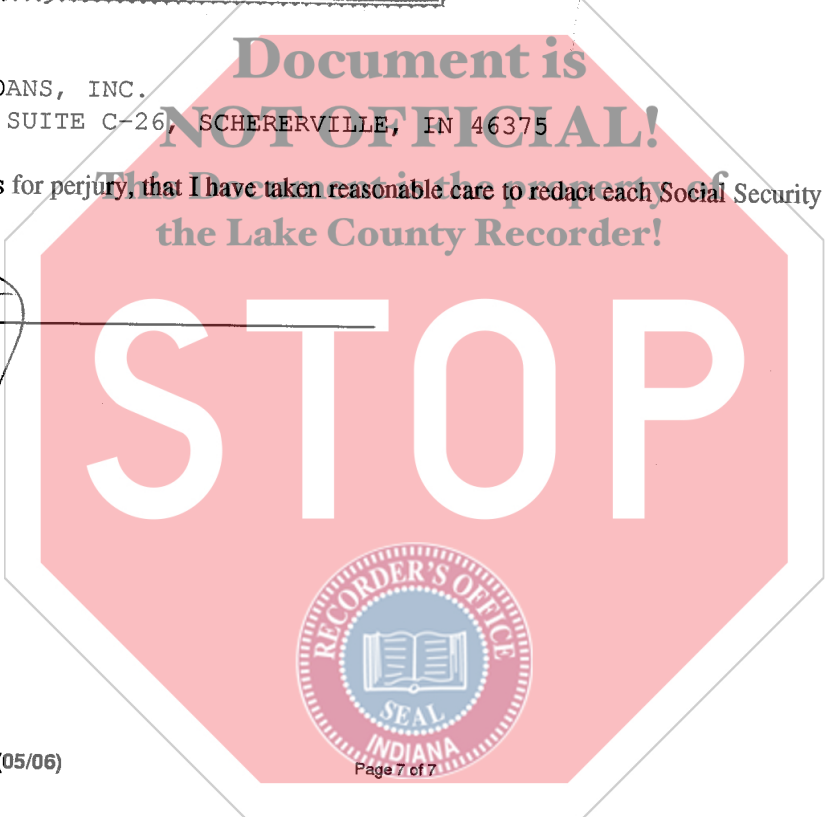 Document is
OANS, INC.
NOT OFFICIAL!
SUITE C-26, SCHERERVILLE, IN 46375
This Document is the property of
s for perjury, that I have taken reasonable care to redact each Social Security
the Lake County Recorder!
STOP
RECORDER'S OFFICE
SEAL
INDIANA
(05/06)
Page 7 of 7